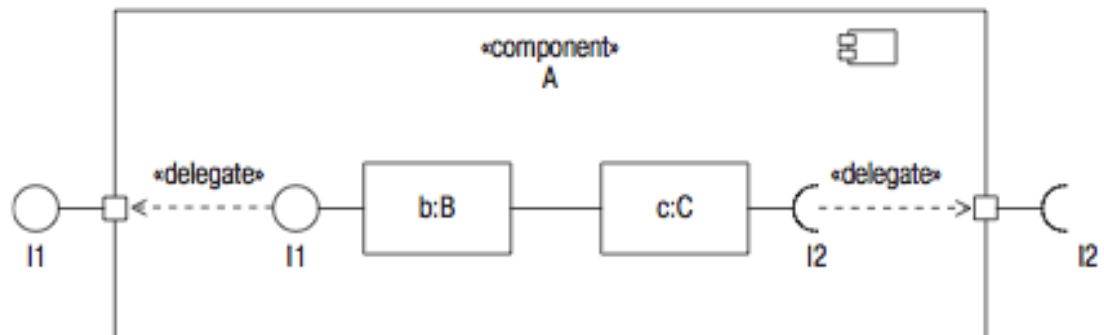 «component»
A
«delegate»
«delegate»
b:B
c:C
I1
I1
I2
I2